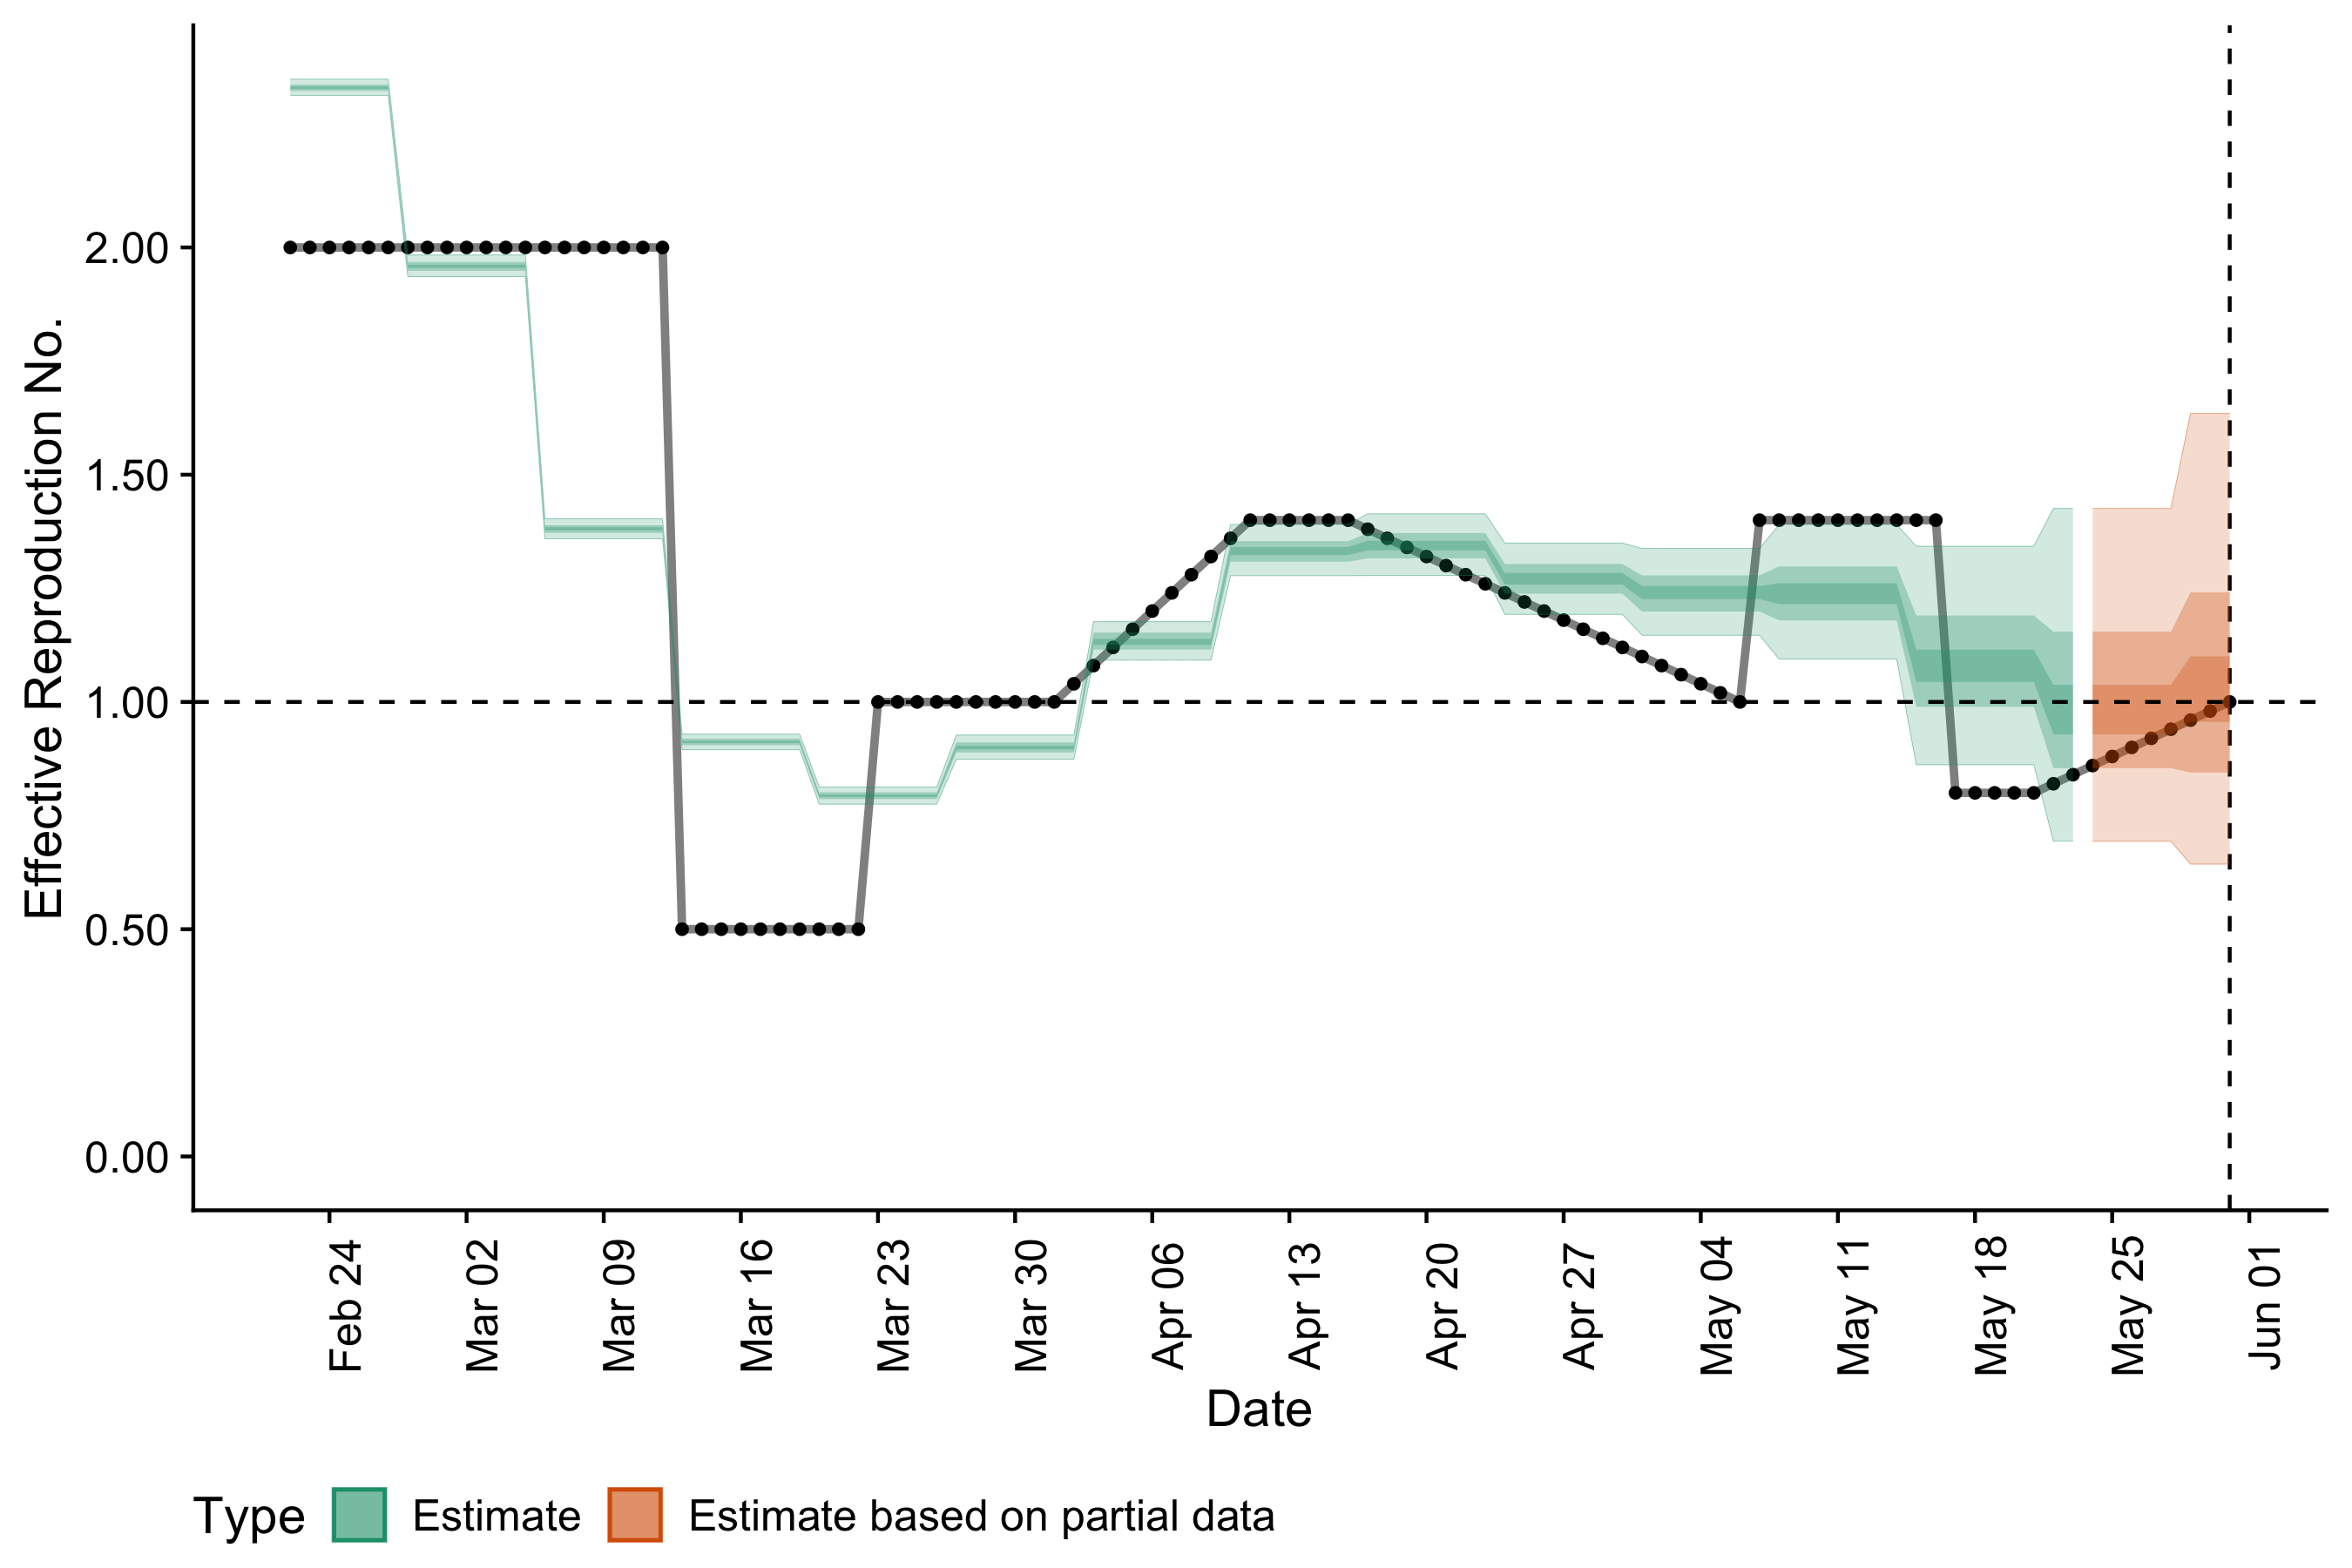 Effective Reproduction No.
2.00
1.50
1.00
0.50
0.00
Feb 24
Mar 02
Mar 09
Mar 16
Mar 23
Mar 30
Apr 06
Apr 13
Apr 20
Apr 27
May 04
May 11
May 18
May 25
Jun 01
Date
Type Estimate Estimate based on partial data